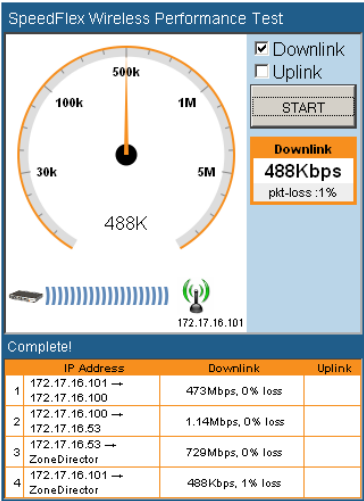 SpeedFlex Wireless Performance Test
Downlink
Uplink
START
500k
100k
1M
30k
5M
488K
Downlink
488Kbps
pkt-loss :1%
172.17.16.101
Complete!
IP Address Downlink Uplink
1 172.17.16.101 →
172.17.16.100
473Mbps, 0% loss
2 172.17.16.100 →
172.17.16.53
1.14Mbps, 0% loss
3 172.17.16.53 →
ZoneDirector
729Mbps, 0% loss
4 172.17.16.101 →
ZoneDirector
488Kbps, 1% loss